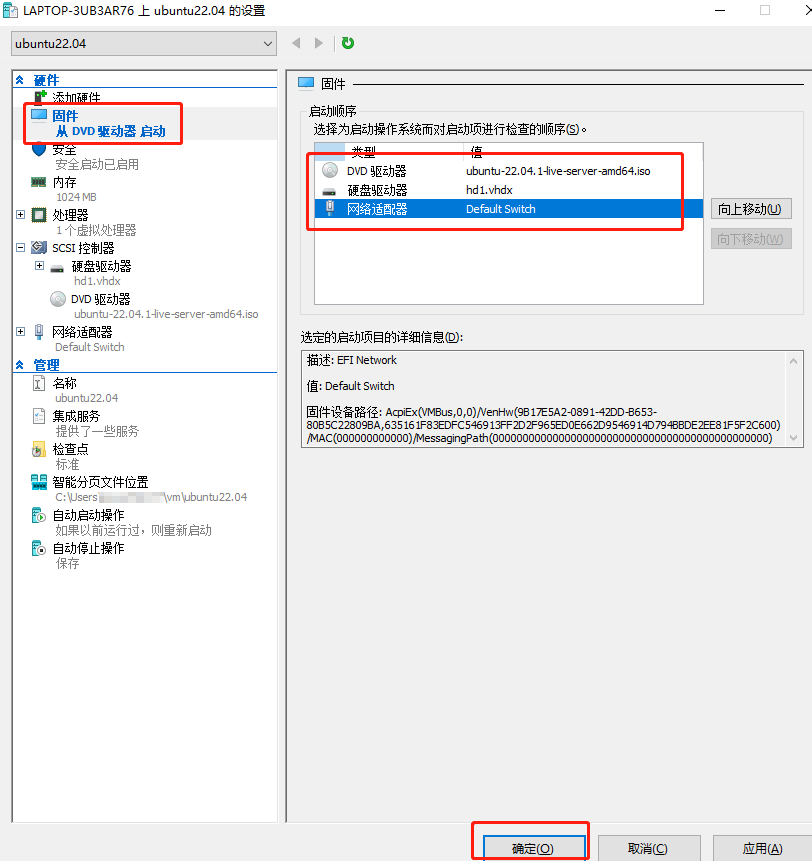 LAPTOP-3UB3AR76 上 ubuntu22.04 的设置
ubuntu22.04
硬件
添加硬件
固件
从 DVD 驱动器 启动
安全
安全启动已启用
内存
1024 MB
处理器
1 个虚拟处理器
SCSI 控制器
硬盘驱动器
hd1.vhdx
DVD 驱动器
ubuntu-22.04.1-live-server-amd64.iso
网络适配器
Default Switch
管理
名称
ubuntu22.04
集成服务
提供了一些服务
检查点
标准
智能分页文件位置
C:\Users\ \vm\ubuntu22.04
自动启动操作
如果以前运行过，则重新启动
自动停止操作
保存
固件
启动顺序
选择为启动操作系统而对启动项进行检查的顺序(S)。
类型 值
DVD 驱动器 ubuntu-22.04.1-live-server-amd64.iso
硬盘驱动器 hd1.vhdx
网络适配器 Default Switch
向上移动(U)
向下移动(W)
选定的启动项目的详细信息(D):
描述: EFI Network
值: Default Switch
固件设备路径: AcpiEx(VMBus,0,0)/VenHw(9B17E5A2-0891-42DD-B653-
80B5C22809BA,635161F83EDFC546913FF2D2F965ED0E662D9546914D794BBDE2EE81F5F2C600)
/MAC(000000000000)/MessagingPath(0000000000000000000000000000000000000000)
确定(O)
取消(C)
应用(A)